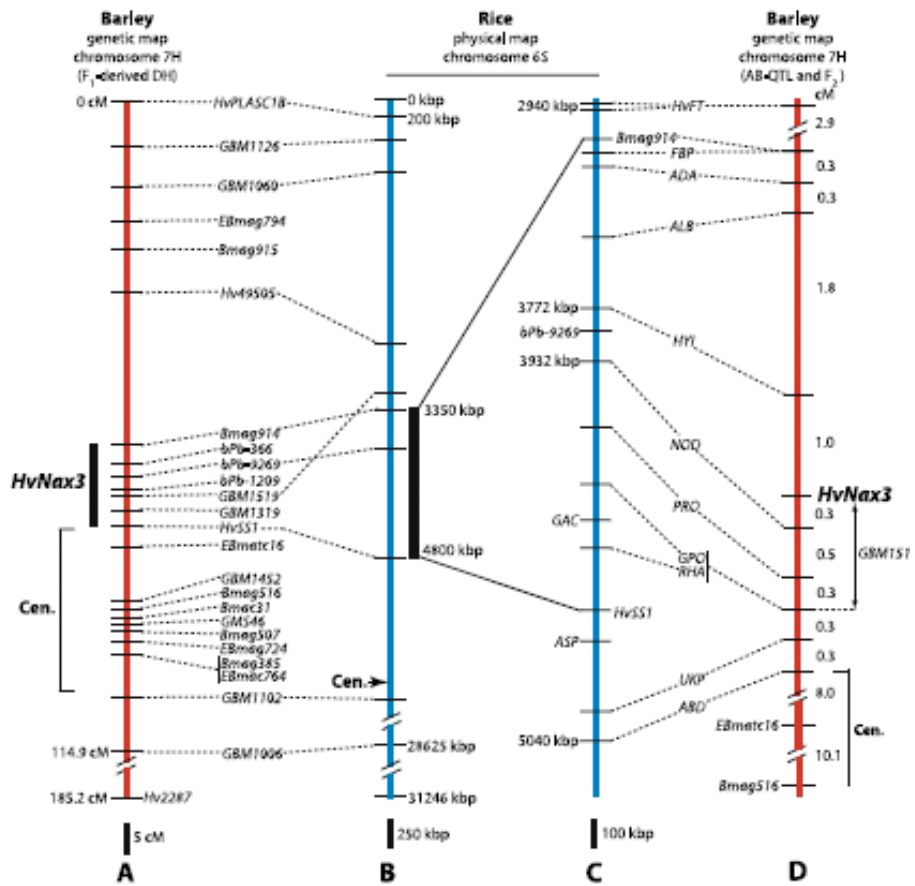 Barley
genetic map
chromosome 7H
(F1-derived DH)
Rice
physical map
chromosome 6S
Barley
genetic map
chromosome 7H
(AB-QTL and F2)
cM
0 cM
HvPLASC1B
GBM1126
GBM1060
EBmag794
Bmag915
Hv49505
Bmag914
bPb-366
bPb-9269
bPb-1209
GBM1519
GBM1319
HvSS1
EBmatc16
HvNax3
Cen.
GBM1452
Bmag516
Bmac31
GMS46
Bmag507
EBmag724
Bmag385
EBmac764
GBM1102
114.9 cM
GBM1006
185.2 cM
Hv2287
5 cM
A
0 kbp
200 kbp
3350 kbp
4800 kbp
Cen.
28625 kbp
31246 kbp
250 kbp
B
2940 kbp
HvFT
Bmag914
FBP
ADA
ALB
3772 kbp
bPb-9269
HYI
3932 kbp
NOD
PRO
GAC
GPO
RHA
HvSS1
ASP
UKP
ABD
5040 kbp
100 kbp
C
2.9
0.3
0.3
1.8
1.0
HvNax3
0.3
GBM151
0.5
0.3
0.3
0.3
8.0
EBmatc16
Cen.
10.1
Bmag516
D